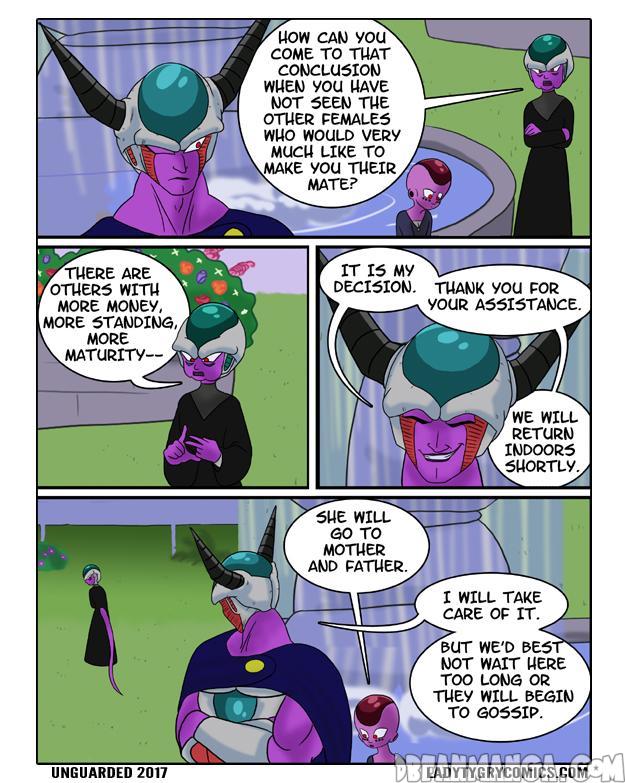 HOW CAN YOU
COME TO THAT
CONCLUSION
WHEN YOU HAVE
NOT SEEN THE
OTHER FEMALES
WHO WOULD VERY
MUCH LIKE TO
MAKE YOU THEIR
MATE?
THERE ARE
OTHERS WITH
MORE MONEY,
MORE STANDING,
MORE
MATURITY--
IT IS MY
DECISION.
THANK YOU FOR
YOUR ASSISTANCE.
WE WILL
RETURN
INDOORS
SHORTLY.
SHE WILL
GO TO
MOTHER
AND FATHER.
I WILL TAKE
CARE OF IT.
BUT WE'D BEST
NOT WAIT HERE
TOO LONG OR
THEY WILL BEGIN
TO GOSSIP.
UNGUARDED 2017
LADYTYGRYCOMICS.COM
DBFANMANGA.COM